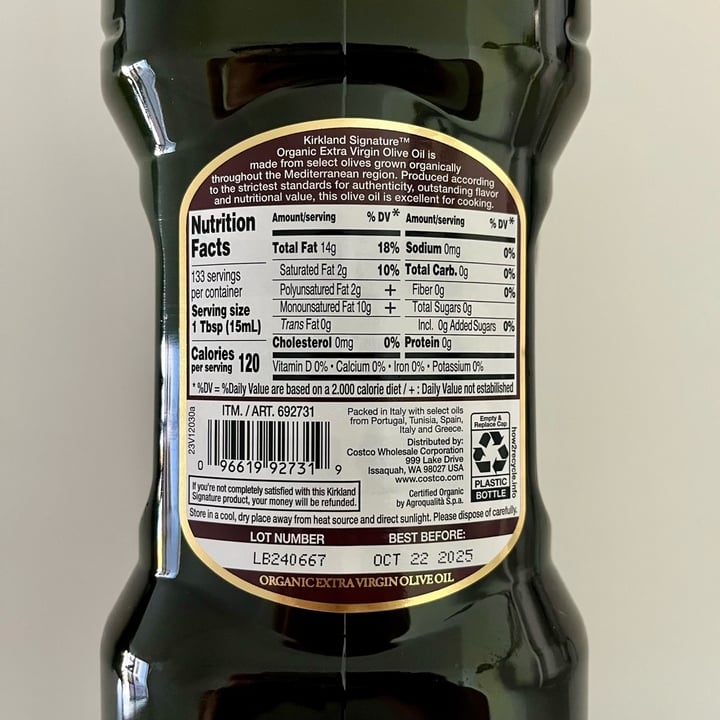 Kirkland Signature™
Organic Extra Virgin Olive Oil is
made from select olives grown organically
throughout the Mediterranean region. Produced according
to the strictest standards for authenticity, outstanding flavor
and nutritional value, this olive oil is excellent for cooking.
Nutrition
Facts
133 servings
per container
Serving size
1 Tbsp (15mL)
Calories
per serving 120
Amount/serving % DV*
Total Fat 14g 18%
Saturated Fat 2g 10%
Polyunsaturated Fat 2g +
Monounsaturated Fat 10g +
Trans Fat 0g
Cholesterol 0mg 0%
Amount/serving % DV*
Sodium 0mg 0%
Total Carb. 0g 0%
Fiber 0g 0%
Total Sugars 0g
Incl. 0g Added Sugars 0%
Protein 0g
Vitamin D 0% • Calcium 0% • Iron 0% • Potassium 0%
* %DV = %Daily Value are based on a 2.000 calorie diet / + : Daily Value not estabilished
23V12030a
ITM. / ART. 692731
0 96619 92731 9
If you're not completely satisfied with this Kirkland
Signature product, your money will be refunded.
Packed in Italy with select oils
from Portugal, Tunisia, Spain,
Italy and Greece.
Distributed by:
Costco Wholesale Corporation
999 Lake Drive
Issaquah, WA 98027 USA
www.costco.com
Certified Organic
by Agroqualità S.p.a.
Empty &
Replace Cap
PLASTIC
BOTTLE
how2recycle.info
Store in a cool, dry place away from heat source and direct sunlight. Please dispose of carefully.
LOT NUMBER BEST BEFORE:
LB240667 OCT 22 2025
ORGANIC EXTRA VIRGIN OLIVE OIL